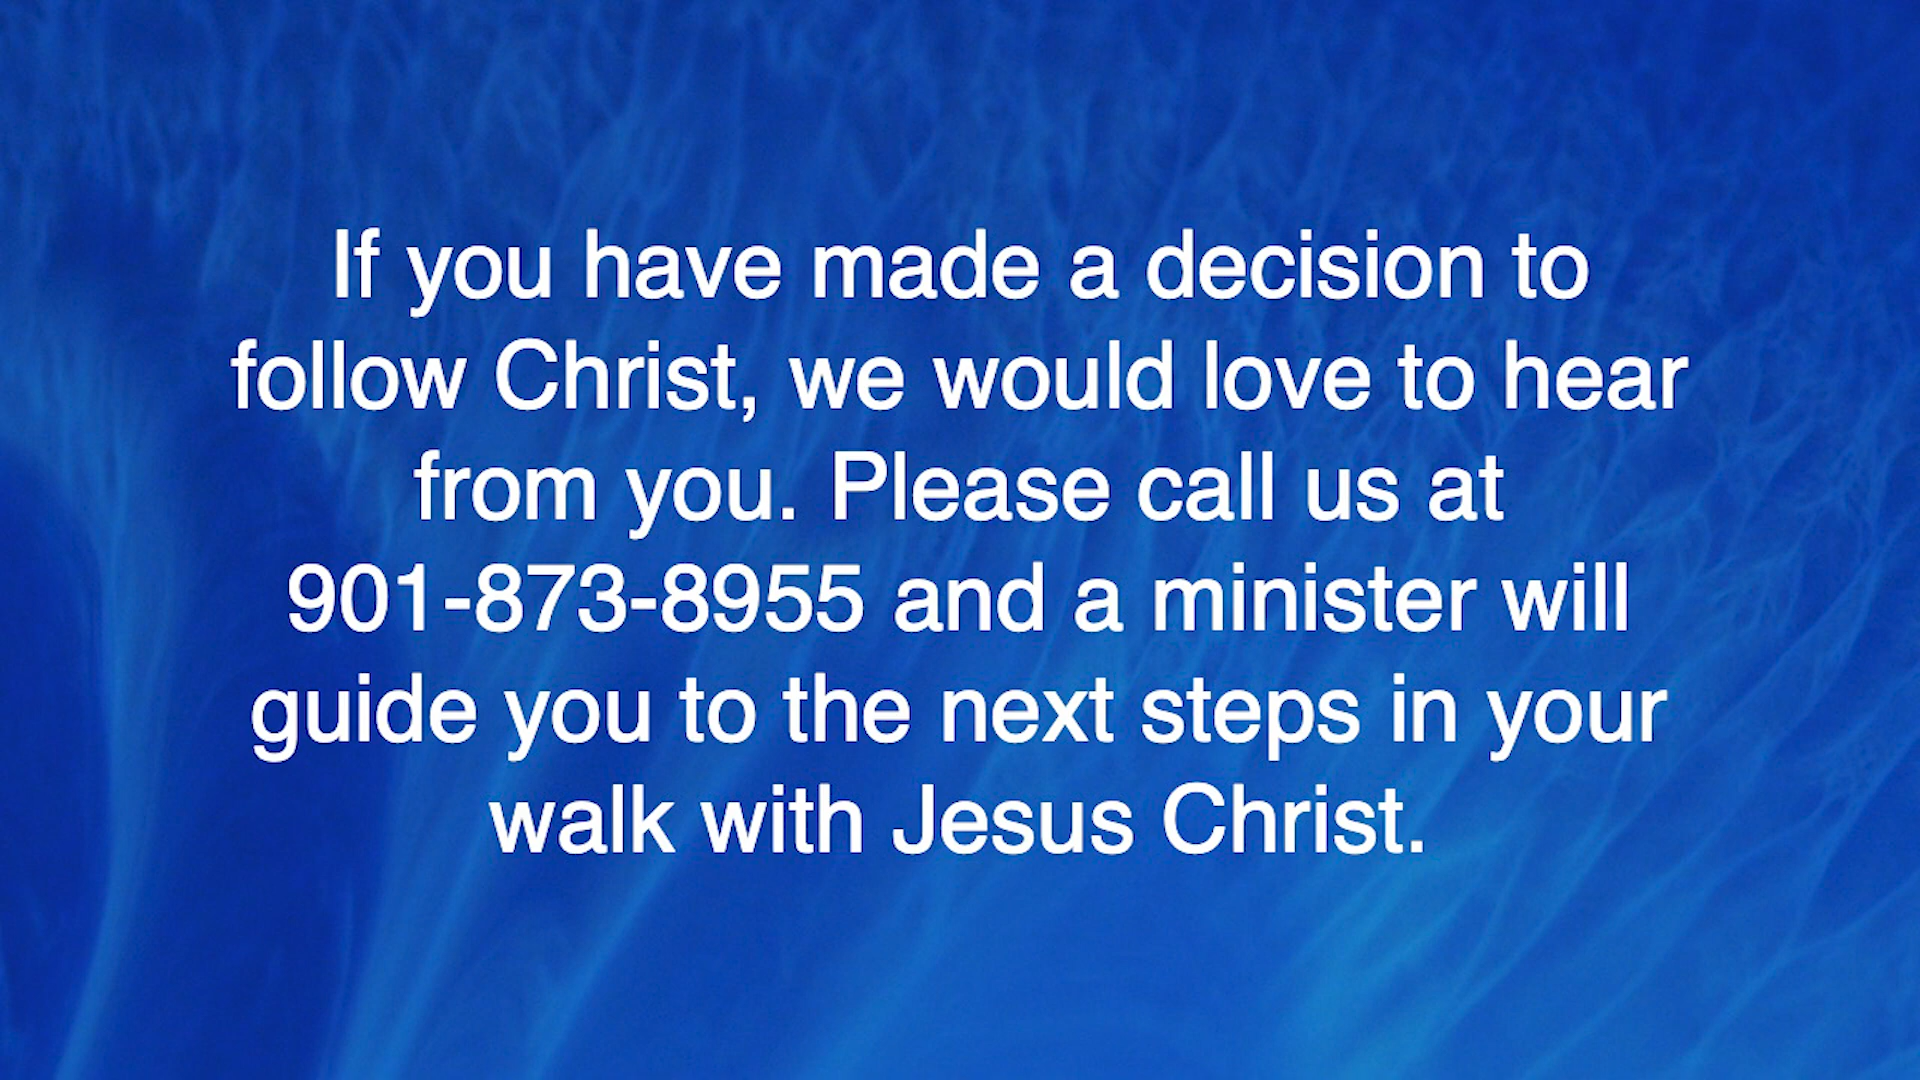 If you have made a decision to
follow Christ, we would love to hear
from you. Please call us at
901-873-8955 and a minister will
guide you to the next steps in your
walk with Jesus Christ.